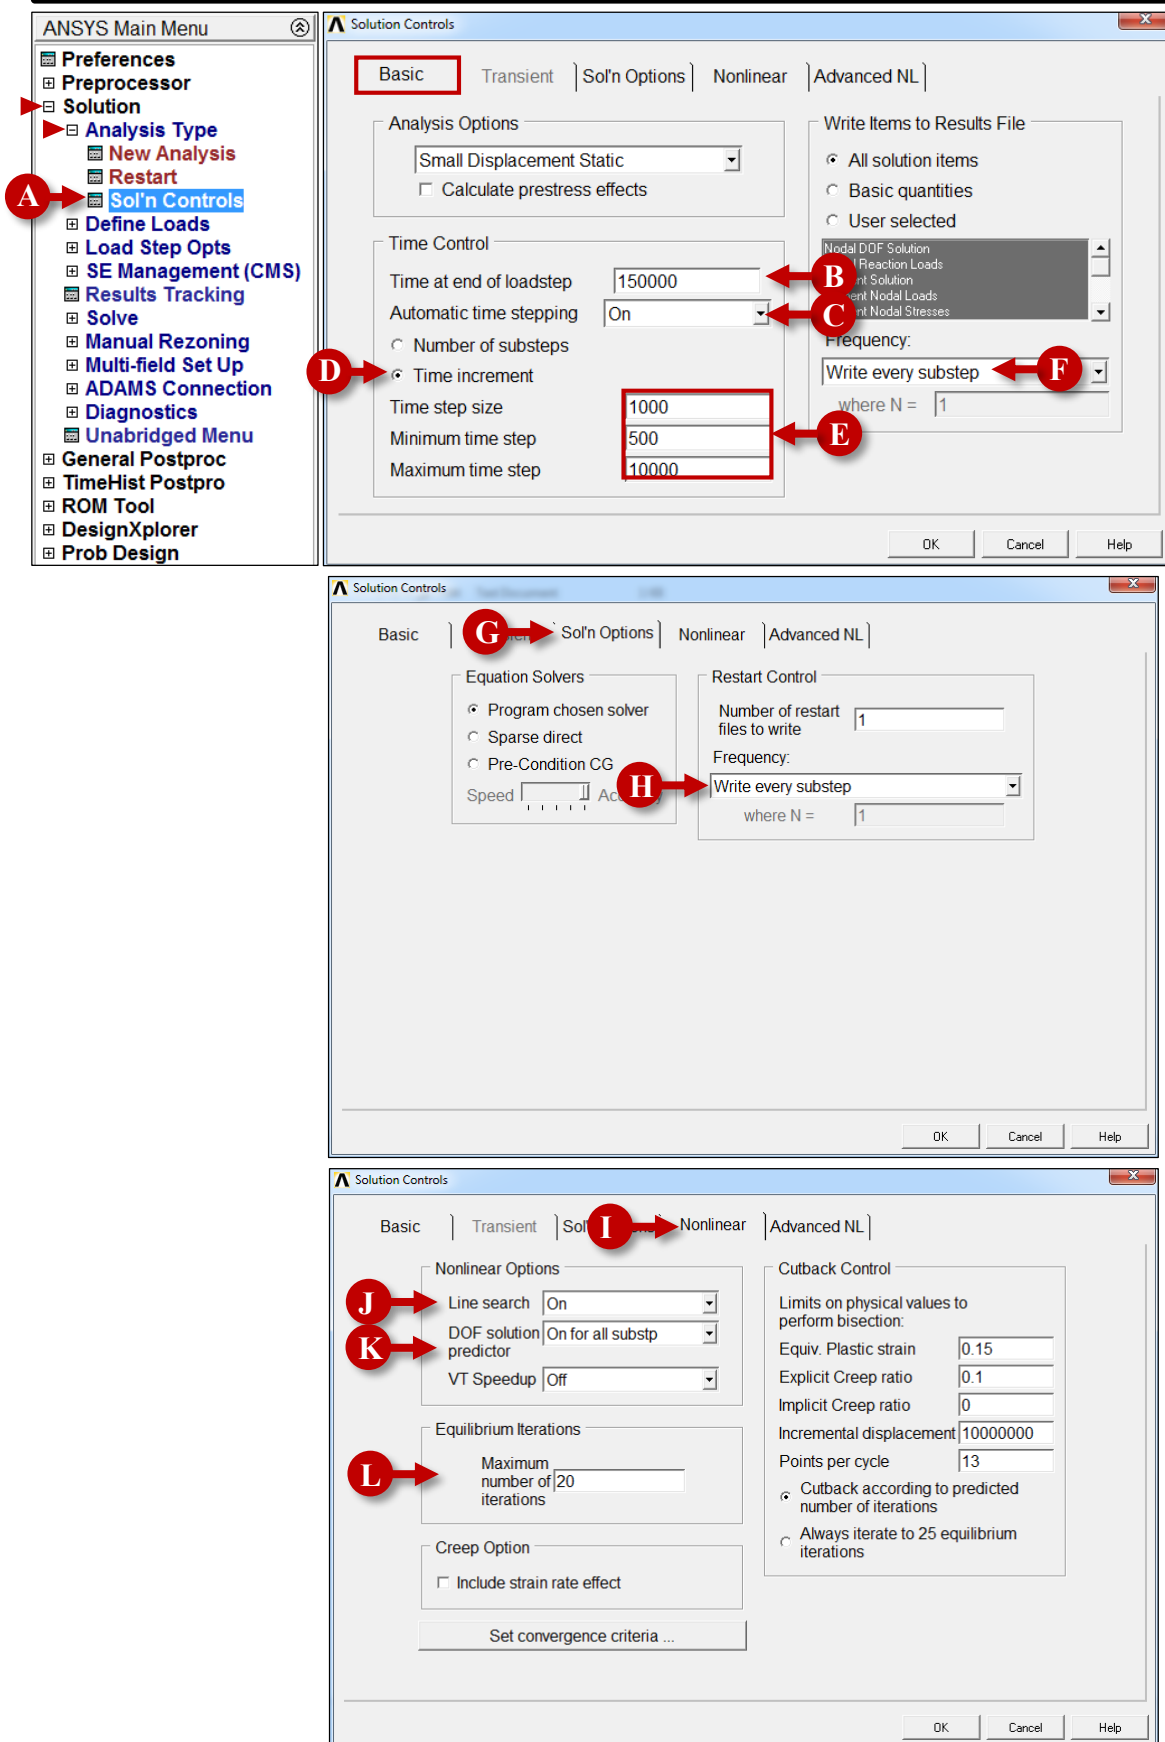 ANSYS Main Menu
Preferences
Preprocessor
Solution
Analysis Type
New Analysis
Restart
A
Sol'n Controls
Define Loads
Load Step Opts
SE Management (CMS)
Results Tracking
Solve
Manual Rezoning
Multi-field Set Up
ADAMS Connection
Diagnostics
Unabridged Menu
General Postproc
TimeHist Postpro
ROM Tool
DesignXplorer
Prob Design
Solution Controls
Basic Transient Sol'n Options Nonlinear Advanced NL
Analysis Options
Small Displacement Static
Calculate prestress effects
Time Control
Time at end of loadstep 150000 B
Automatic time stepping On C
Number of substeps
D Time increment
Time step size 1000
Minimum time step 500 E
Maximum time step 10000
Write Items to Results File
All solution items
Basic quantities
User selected
Nodal DOF Solution
Reaction Loads
Solution
Nodal Loads
Nodal Stresses
Frequency:
Write every substep F
where N = 1
OK Cancel Help
Solution Controls
Basic G Sol'n Options Nonlinear Advanced NL
Equation Solvers
Program chosen solver
Sparse direct
Pre-Condition CG
Speed
Restart Control
Number of restart
files to write 1
Frequency:
H Write every substep
where N = 1
OK Cancel Help
Solution Controls
Basic Transient I Nonlinear Advanced NL
Nonlinear Options
J Line search On
K DOF solution
predictor On for all substp
VT Speedup Off
Equilibrium Iterations
L Maximum
number of
iterations 20
Creep Option
Include strain rate effect
Set convergence criteria ...
Cutback Control
Limits on physical values to
perform bisection:
Equiv. Plastic strain 0.15
Explicit Creep ratio 0.1
Implicit Creep ratio 0
Incremental displacement 10000000
Points per cycle 13
Cutback according to predicted
number of iterations
Always iterate to 25 equilibrium
iterations
OK Cancel Help